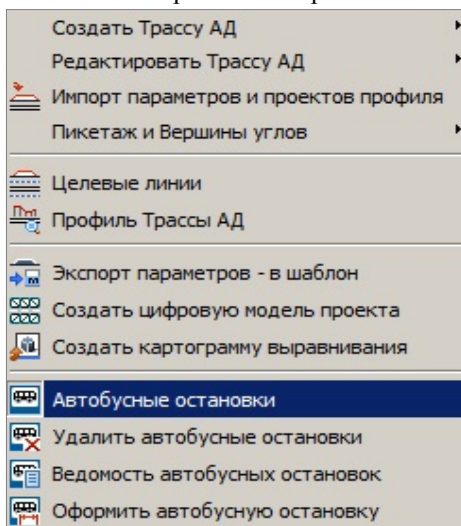 Создать Трассу АД
Редактировать Трассу АД
Импорт параметров и проектов профиля
Пикетаж и Вершины углов
Целевые линии
Профиль Трассы АД
Экспорт параметров - в шаблон
Создать цифровую модель проекта
Создать картограмму выравнивания
Автобусные остановки
Удалить автобусные остановки
Ведомость автобусных остановок
Оформить автобусную остановку